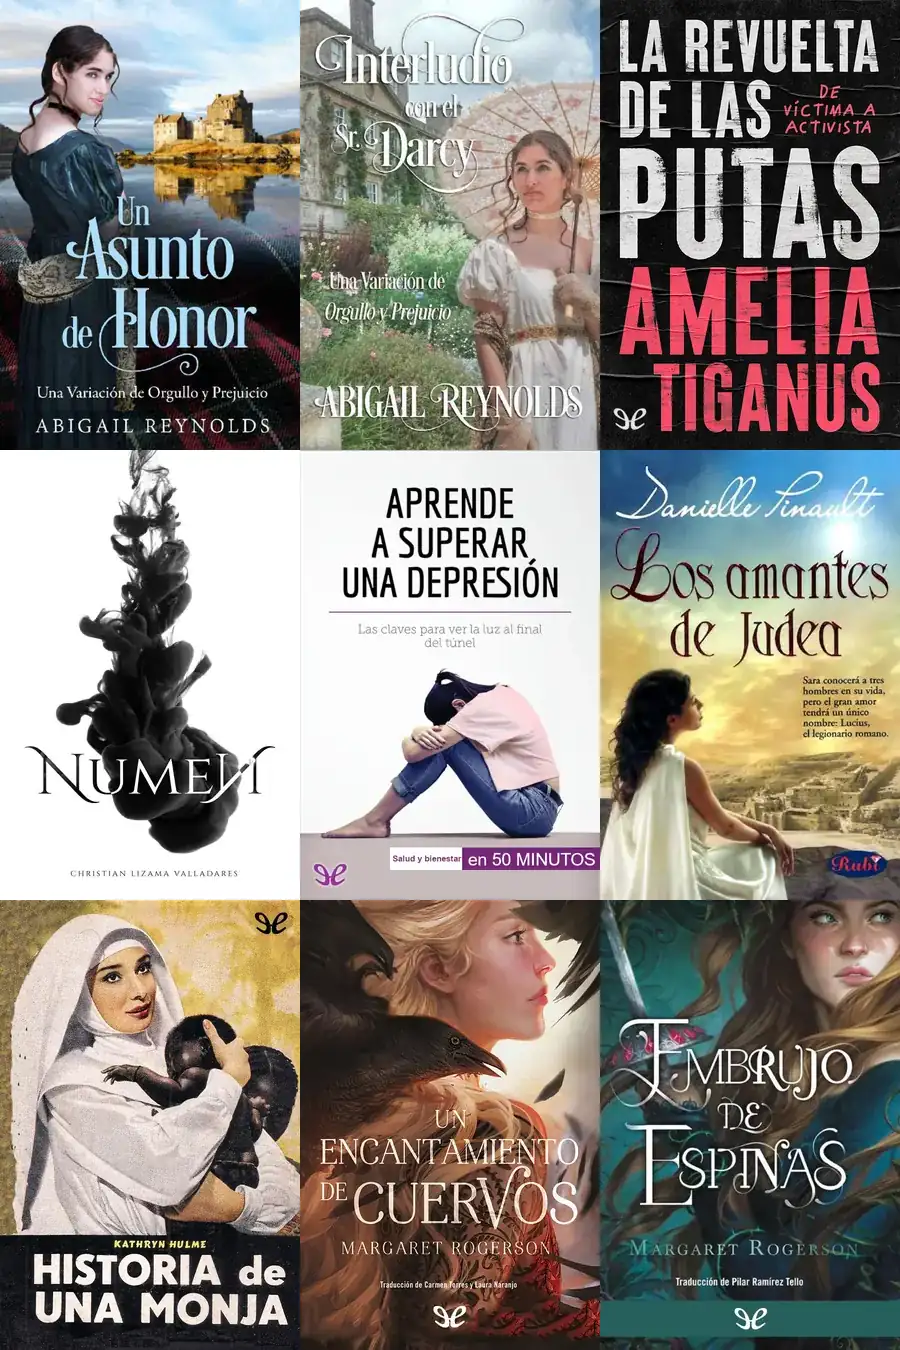 Un
Asunto
de Honor
Una Variación de Orgullo y Prejuicio
ABIGAIL REYNOLDS
Interludio
con el
Sr. Darcy
Una Variación de
Orgullo y Prejuicio
ABIGAIL REYNOLDS
LA REVUELTA
DE LAS
DE
VÍCTIMA A
ACTIVISTA
PUTAS
AMELIA
TIGANUS
NUMEN
CHRISTIAN LIZAMA VALLADARES
APRENDE
A SUPERAR
UNA DEPRESIÓN
Las claves para ver la luz al final
del túnel
Salud y bienestar en 50 MINUTOS
Danielle Pinault
Los amantes
de Judea
Sara conocerá a tres
hombres en su vida,
pero el gran amor
tendrá un único
nombre: Lucius,
el legionario romano.
Rubí
KATHRYN HULME
HISTORIA de
UNA MONJA
UN
ENCANTAMIENTO
DE CUERVOS
MARGARET ROGERSON
Traducción de Carmen Torres y Laura Naranjo
EMBRUJO
DE
ESPINAS
MARGARET ROGERSON
Traducción de Pilar Ramírez Tello